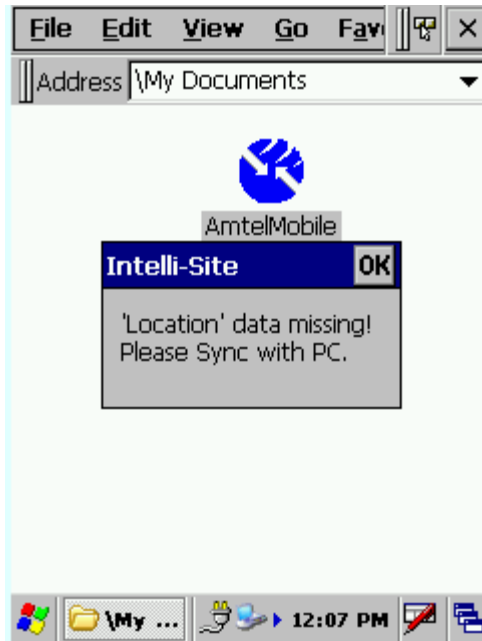 File Edit View Go Fav
Address \My Documents
AmtelMobile
Intelli-Site OK
'Location' data missing!
Please Sync with PC.
\My ... 12:07 PM